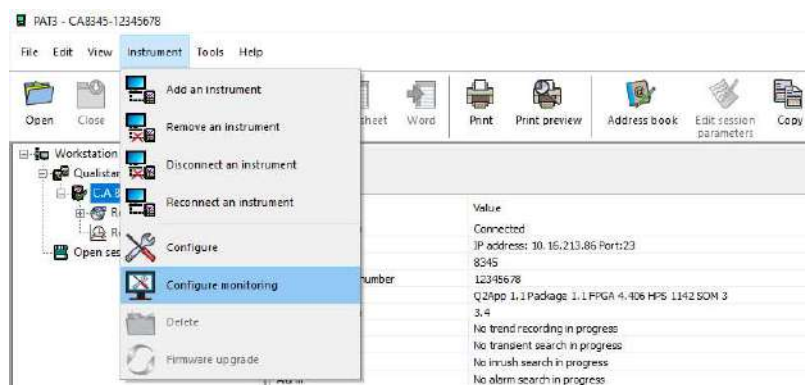 PAT3 - CA8345-12345678
File Edit View Instrument Tools Help
Open Close Word Print Print preview Address book Edit session parameters Copy
Add an instrument
Remove an instrument
Disconnect an instrument
Reconnect an instrument
Configure
Configure monitoring
Delete
Firmware upgrade
Workstation
Qualistar
C.A 8
Open ses
Value
Connected
IP address: 10.16.213.86 Port:23
8345
12345678
Q2App 1.1 Package 1.1 FPGA 4.406 HPS 1142 SOM 3
3.4
No trend recording in progress
No transient search in progress
No inrush search in progress
No alarm search in progress